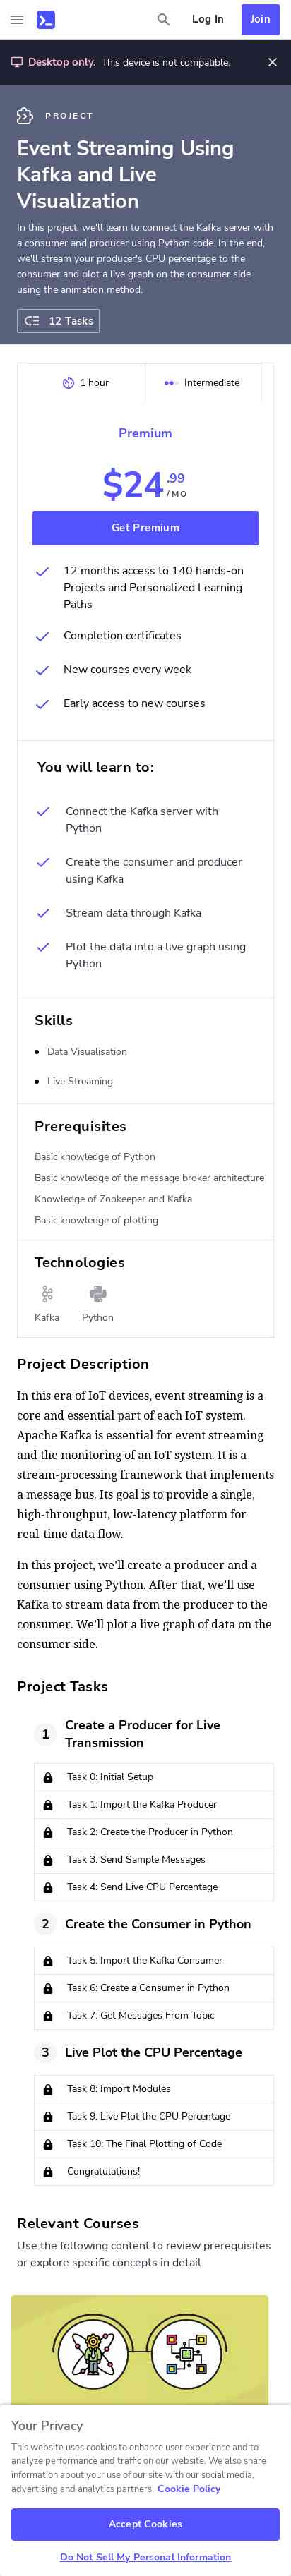 Log In
Join
Desktop only. This device is not compatible.
PROJECT
Event Streaming Using
Kafka and Live
Visualization
In this project, we'll learn to connect the Kafka server with
a consumer and producer using Python code. In the end,
we'll stream your producer's CPU percentage to the
consumer and plot a live graph on the consumer side
using the animation method.
12 Tasks
1 hour
Intermediate
Premium
$24.99
/MO
Get Premium
12 months access to 140 hands-on
Projects and Personalized Learning
Paths
Completion certificates
New courses every week
Early access to new courses
You will learn to:
Connect the Kafka server with
Python
Create the consumer and producer
using Kafka
Stream data through Kafka
Plot the data into a live graph using
Python
Skills
Data Visualisation
Live Streaming
Prerequisites
Basic knowledge of Python
Basic knowledge of the message broker architecture
Knowledge of Zookeeper and Kafka
Basic knowledge of plotting
Technologies
Kafka
Python
Project Description
In this era of IoT devices, event streaming is a
core and essential part of each IoT system.
Apache Kafka is essential for event streaming
and the monitoring of an IoT system. It is a
stream-processing framework that implements
a message bus. Its goal is to provide a single,
high-throughput, low-latency platform for
real-time data flow.
In this project, we’ll create a producer and a
consumer using Python. After that, we’ll use
Kafka to stream data from the producer to the
consumer. We’ll plot a live graph of data on the
consumer side.
Project Tasks
1
Create a Producer for Live
Transmission
Task 0: Initial Setup
Task 1: Import the Kafka Producer
Task 2: Create the Producer in Python
Task 3: Send Sample Messages
Task 4: Send Live CPU Percentage
2
Create the Consumer in Python
Task 5: Import the Kafka Consumer
Task 6: Create a Consumer in Python
Task 7: Get Messages From Topic
3
Live Plot the CPU Percentage
Task 8: Import Modules
Task 9: Live Plot the CPU Percentage
Task 10: The Final Plotting of Code
Congratulations!
Relevant Courses
Use the following content to review prerequisites
or explore specific concepts in detail.
Your Privacy
This website uses cookies to enhance user experience and to
analyze performance and traffic on our website. We also share
information about your use of our site with our social media,
advertising and analytics partners. Cookie Policy
Accept Cookies
Do Not Sell My Personal Information